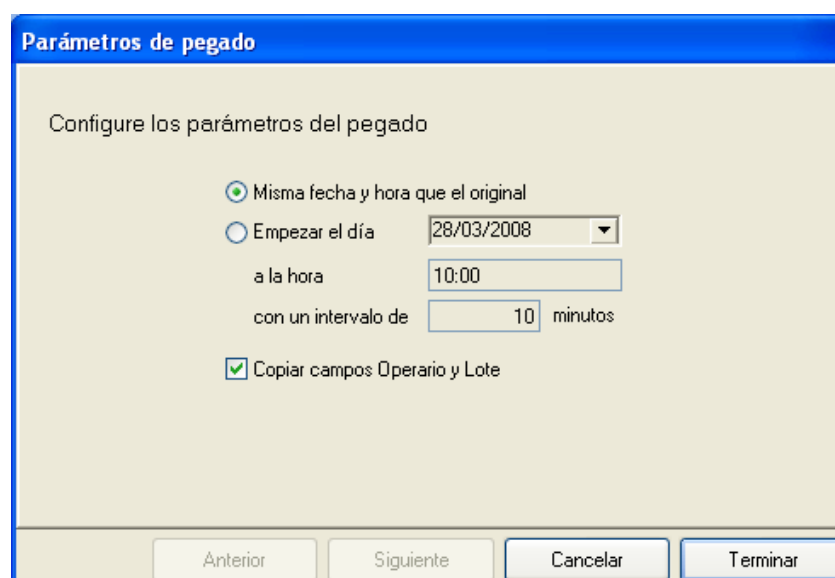 Parámetros de pegado
Configure los parámetros del pegado
Misma fecha y hora que el original
Empezar el día 28/03/2008
a la hora 10:00
con un intervalo de 10 minutos
Copiar campos Operario y Lote
Anterior Siguiente Cancelar Terminar